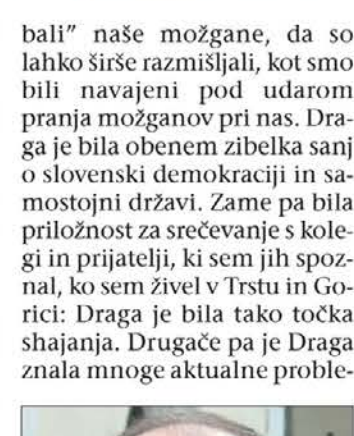 bali” naše možgane, da so
lahko širše razmišljali, kot smo
bili navajeni pod udarom
pranja možganov pri nas. Dra-
ga je bila obenem zibelka sanj
o slovenski demokraciji in sa-
mostojni državi. Zame pa bila
priložnost za srečevanje s kole-
gi in prijatelji, ki sem jih spoz-
nal, ko sem živel v Trstu in Go-
rici: Draga je bila tako točka
shajanja. Drugače pa je Draga
znala mnoge aktualne proble-